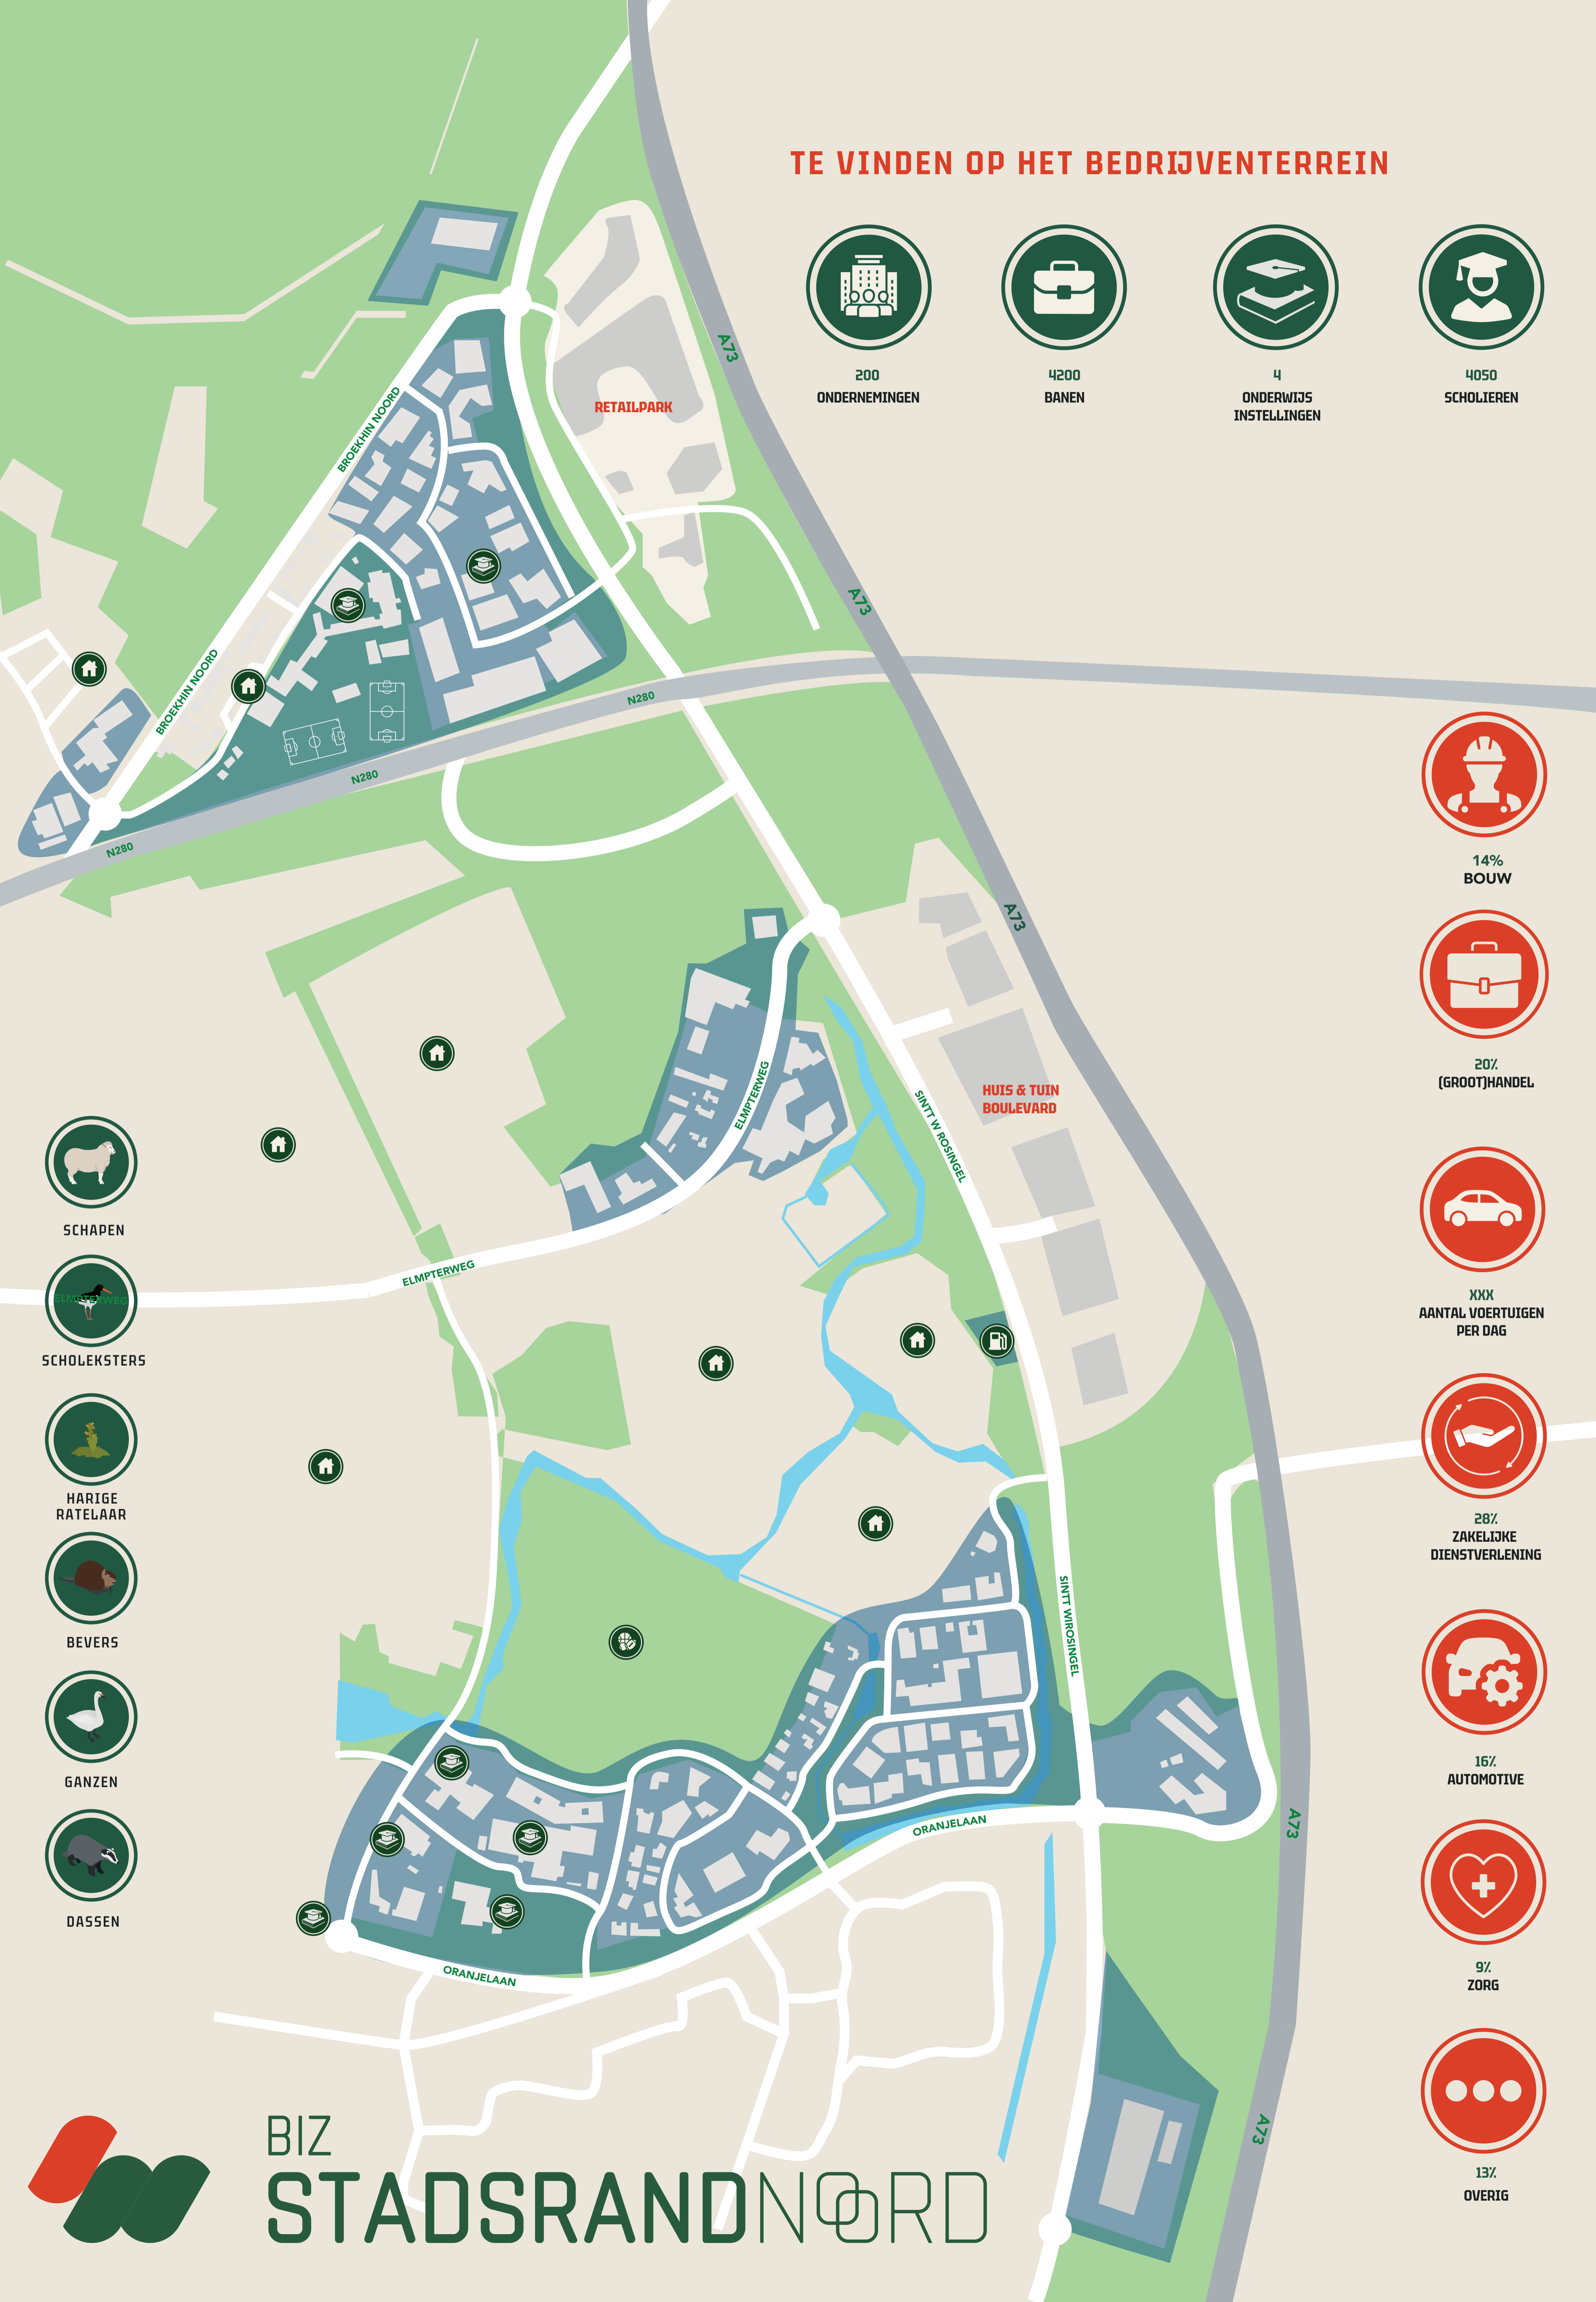 TE VINDEN OP HET BEDRIJVENTERREIN
200
ONDERNEMINGEN
4200
BANEN
4
ONDERWIJS
INSTELLINGEN
4050
SCHOLIEREN
A73
RETAILPARK
BROEKHIN NOORD
A73
BROEKHIN NOORD
N280
N280
N280
14%
BOUW
A73
20%
(GROOT)HANDEL
ELMPTERWEG
SINTT W ROSINGEL
HUIS & TUIN
BOULEVARD
SCHAPEN
ELMPTERWEG
ELMPTERWEG
SCHOLEKSTERS
XXX
AANTAL VOERTUIGEN
PER DAG
HARIGE
RATELAAR
28%
ZAKELIJKE
DIENSTVERLENING
BEVERS
SINTT WIROSINGEL
GANZEN
16%
AUTOMOTIVE
ORANJELAAN
A73
DASSEN
ORANJELAAN
9%
ZORG
A73
13%
OVERIG
BIZ
STADSRANDNOORD